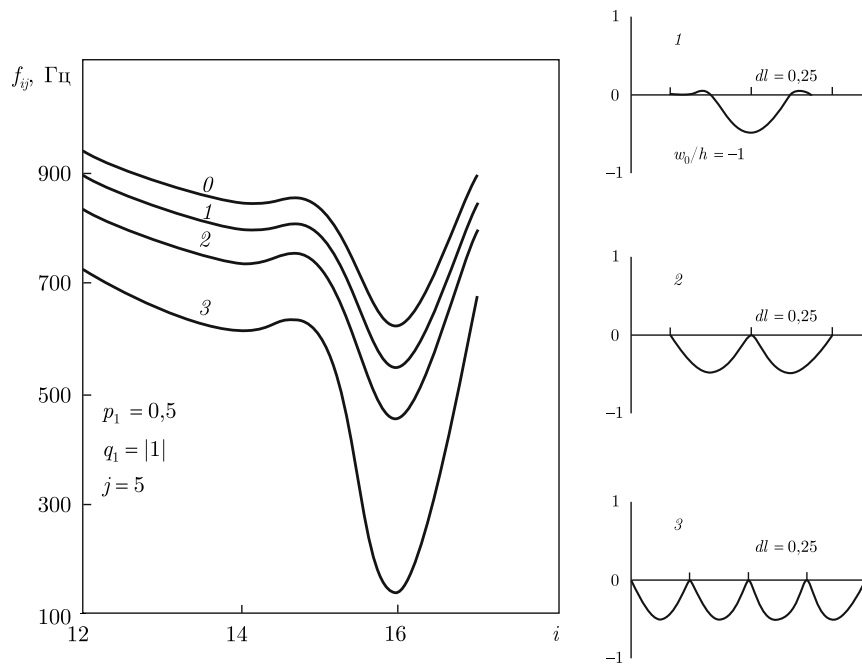 f_{ij}, Гц
900
700
500
300
100
12
14
16
i
0
1
2
3
p_1 = 0,5
q_1 = |1|
j = 5
1
0
−1
1
dl = 0,25
w_0/h = −1
1
0
−1
2
dl = 0,25
1
0
−1
3
dl = 0,25